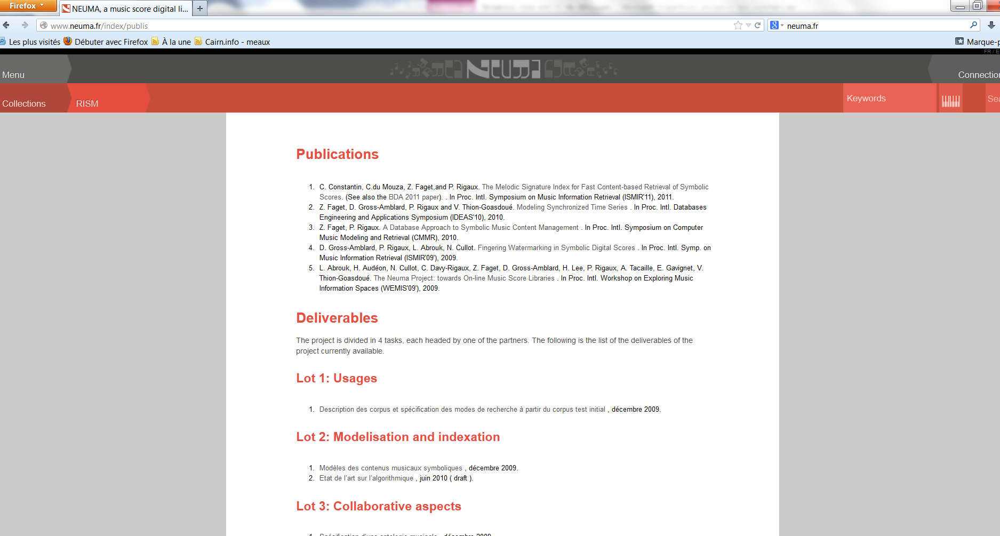 Firefox
NEUMA, a music score digital li...
www.neuma.fr/index/publis
neuma.fr
Les plus visités Débuter avec Firefox À la une Cairn.info - meaux
Marque-p
FR / E
Menu
NEUMA
Connection
Collections
RISM
Keywords
Sea
Publications
1. C. Constantin, C.du Mouza, Z. Faget,and P. Rigaux. The Melodic Signature Index for Fast Content-based Retrieval of Symbolic
Scores. (See also the BDA 2011 paper). . In Proc. Intl. Symposium on Music Information Retrieval (ISMIR'11), 2011.
2. Z. Faget, D. Gross-Amblard, P. Rigaux and V. Thion-Goasdoué. Modeling Synchronized Time Series . In Proc. Intl. Databases
Engineering and Applications Symposium (IDEAS'10), 2010.
3. Z. Faget, P. Rigaux. A Database Approach to Symbolic Music Content Management . In Proc. Intl. Symposium on Computer
Music Modeling and Retrieval (CMMR), 2010.
4. D. Gross-Amblard, P. Rigaux, L. Abrouk, N. Cullot. Fingering Watermarking in Symbolic Digital Scores . In Proc. Intl. Symp. on
Music Information Retrieval (ISMIR'09'), 2009.
5. L. Abrouk, H. Audéon, N. Cullot, C. Davy-Rigaux, Z. Faget, D. Gross-Amblard, H. Lee, P. Rigaux, A. Tacaille, E. Gavignet, V.
Thion-Goasdoué. The Neuma Project: towards On-line Music Score Libraries . In Proc. Intl. Workshop on Exploring Music
Information Spaces (WEMIS'09'), 2009.
Deliverables
The project is divided in 4 tasks, each headed by one of the partners. The following is the list of the deliverables of the
project currently available.
Lot 1: Usages
1. Description des corpus et spécification des modes de recherche à partir du corpus test initial , décembre 2009.
Lot 2: Modelisation and indexation
1. Modèles des contenus musicaux symboliques , décembre 2009.
2. Etat de l'art sur l'algorithmique , juin 2010 ( draft ).
Lot 3: Collaborative aspects
1. Spécification d'une ontologie musicale , décembre 2009.